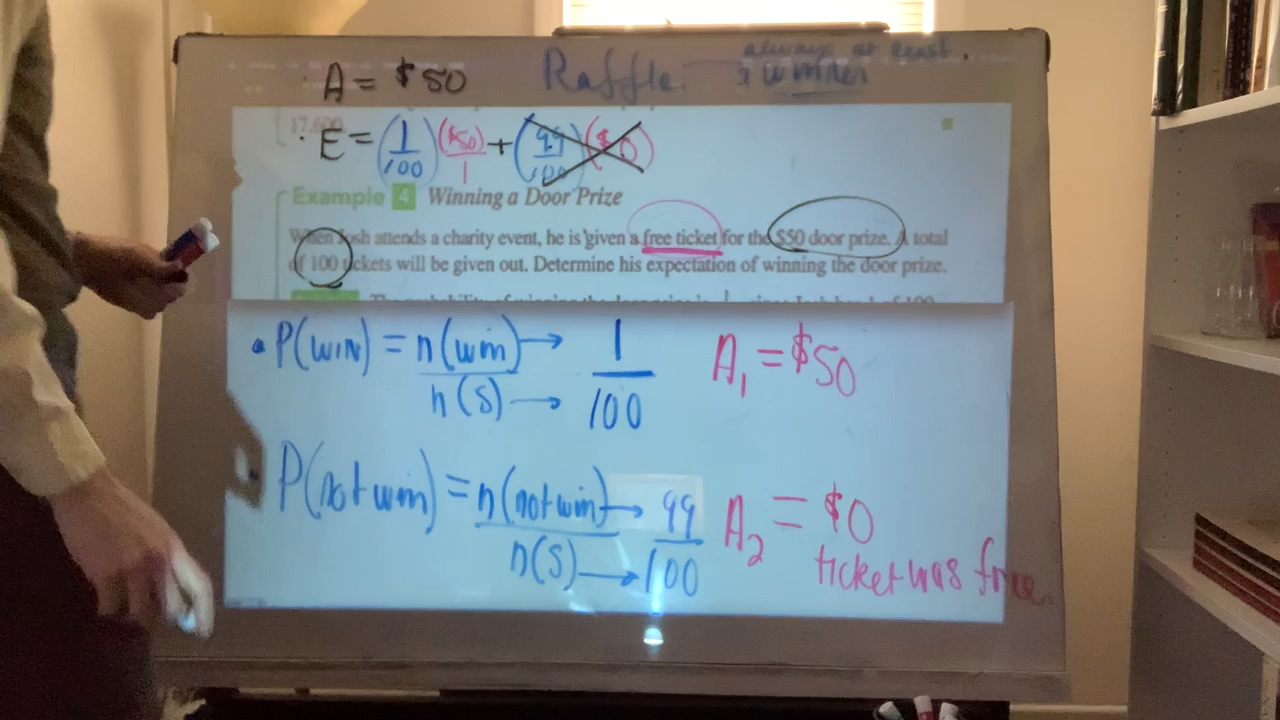 A = $50 Raffle always at least
winner
17.600
E = (1/100)($50/1) + (99/100)($0)
Example 4 Winning a Door Prize
When Josh attends a charity event, he is given a free ticket for the $50 door prize. A total
of 100 tickets will be given out. Determine his expectation of winning the door prize.
P(win) = n(win) → 1
n(S) → 100
A₁ = $50
P(not win) = n(not win) → 99
n(S) → 100
A₂ = $0
ticket was free.